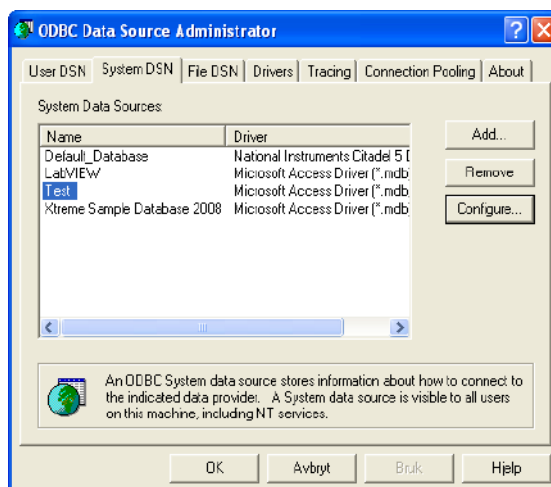 ODBC Data Source Administrator
User DSN System DSN File DSN Drivers Tracing Connection Pooling About
System Data Sources:
Name Driver
Default_Database National Instruments Citadel 5 D
LabVIEW Microsoft Access Driver (*.mdb)
Test Microsoft Access Driver (*.mdb)
Xtreme Sample Database 2008 Microsoft Access Driver (*.mdb)
Add...
Remove
Configure...
An ODBC System data source stores information about how to connect to
the indicated data provider. A System data source is visible to all users
on this machine, including NT services.
OK Avbryt Bruk Hjelp